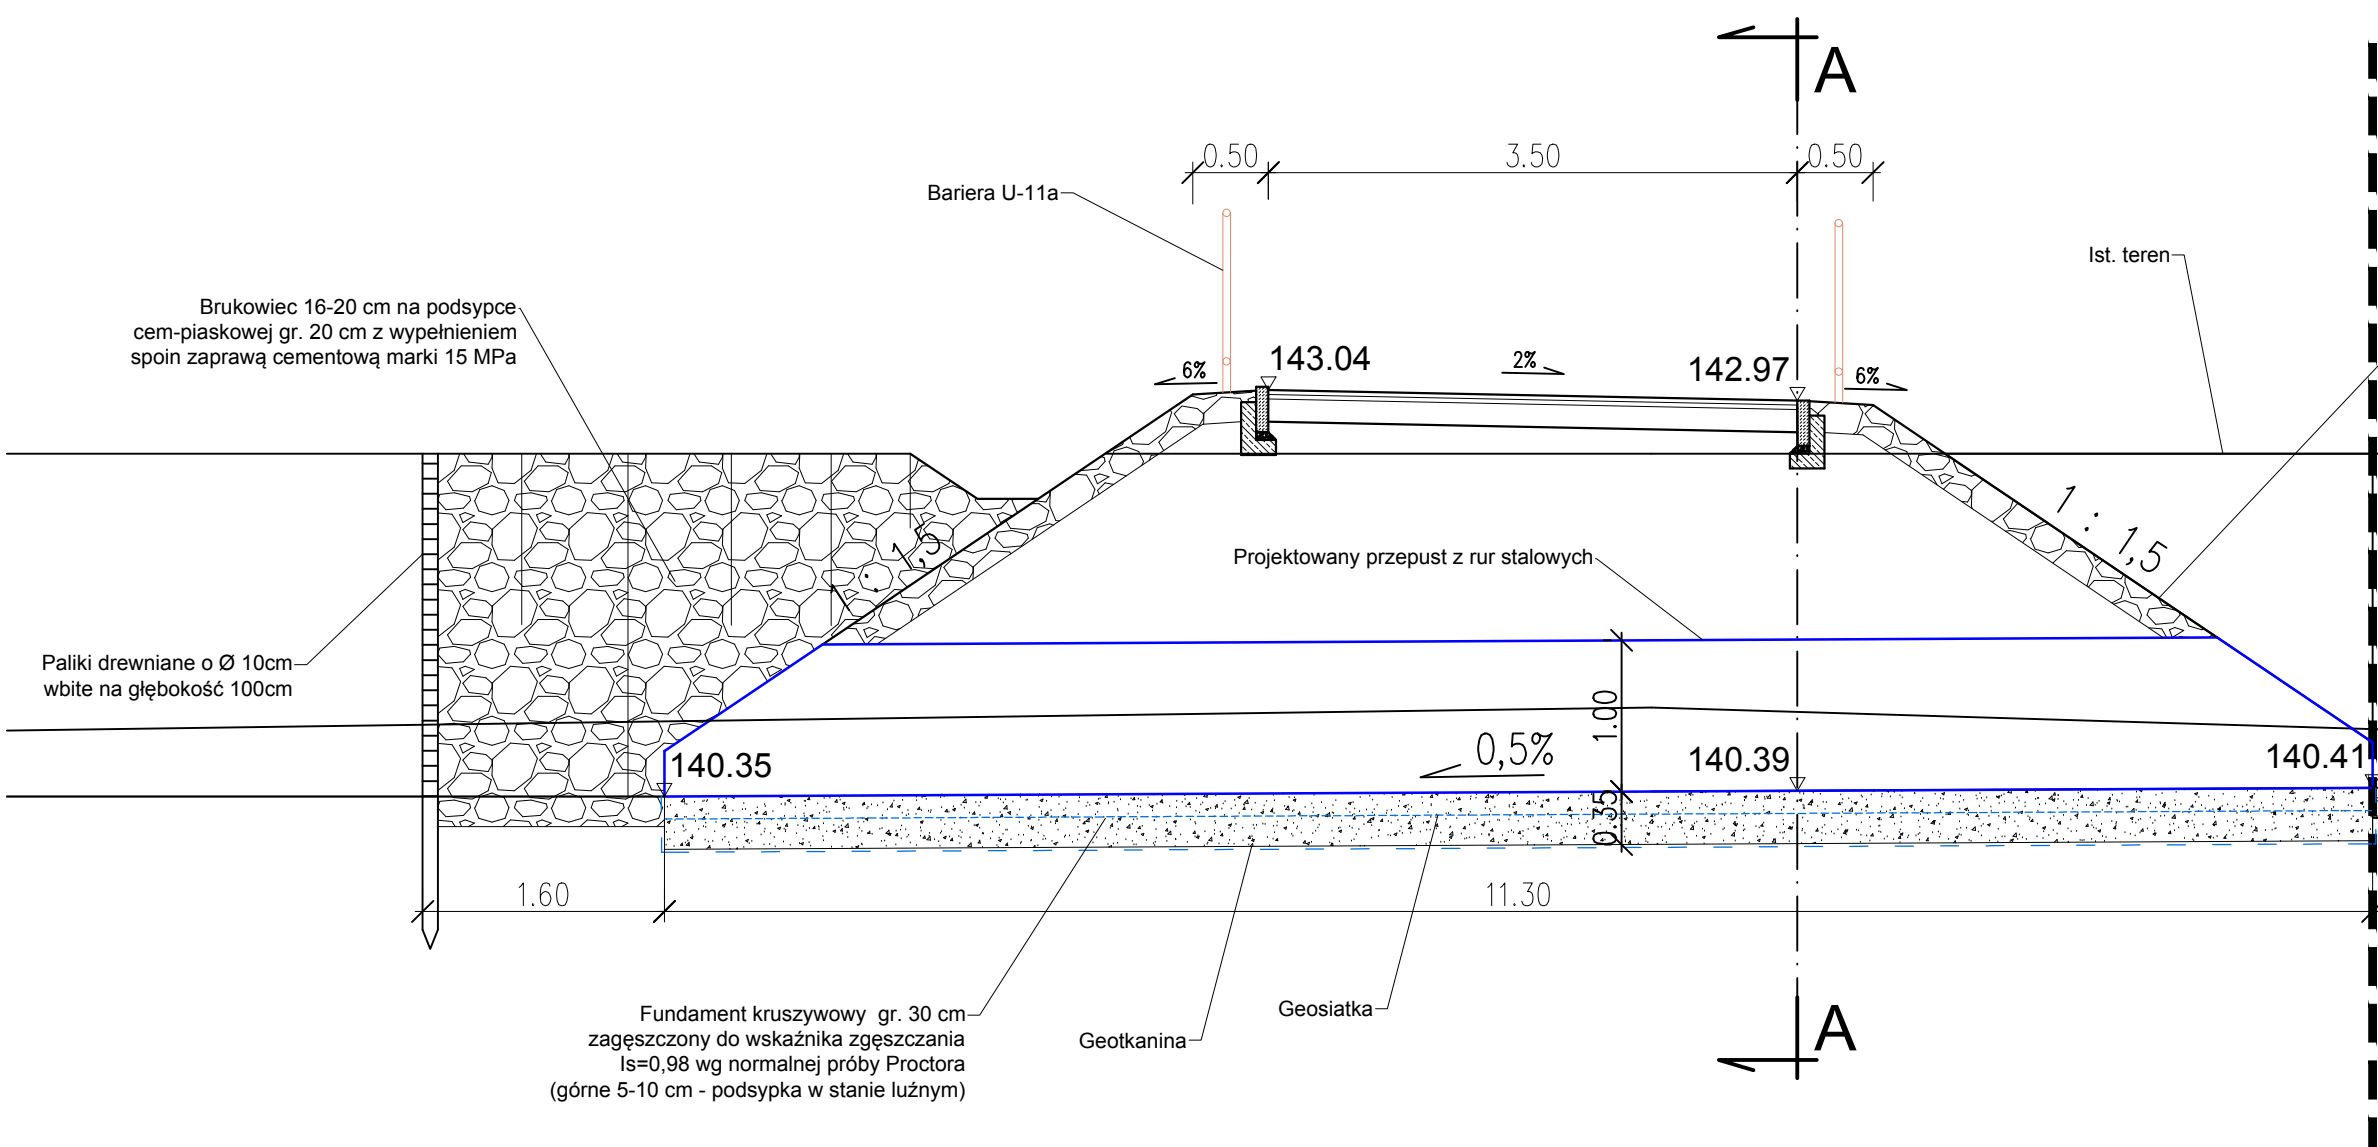 A
0.50
3.50
0.50
Bariera U-11a
Ist. teren
Brukowiec 16-20 cm na podsypce
cem-piaskowej gr. 20 cm z wypełnieniem
spoin zaprawą cementową marki 15 MPa
6%
143.04
2%
142.97
6%
1 : 1,5
1 : 1,5
Projektowany przepust z rur stalowych
Paliki drewniane o Ø 10cm
wbite na głębokość 100cm
1.00
140.35
0,5%
140.39
140.41
0.35
1.60
11.30
Fundament kruszywowy gr. 30 cm
zagęszczony do wskaźnika zgęszczania
Is=0,98 wg normalnej próby Proctora
(górne 5-10 cm - podsypka w stanie luźnym)
Geotkanina
Geosiatka
A